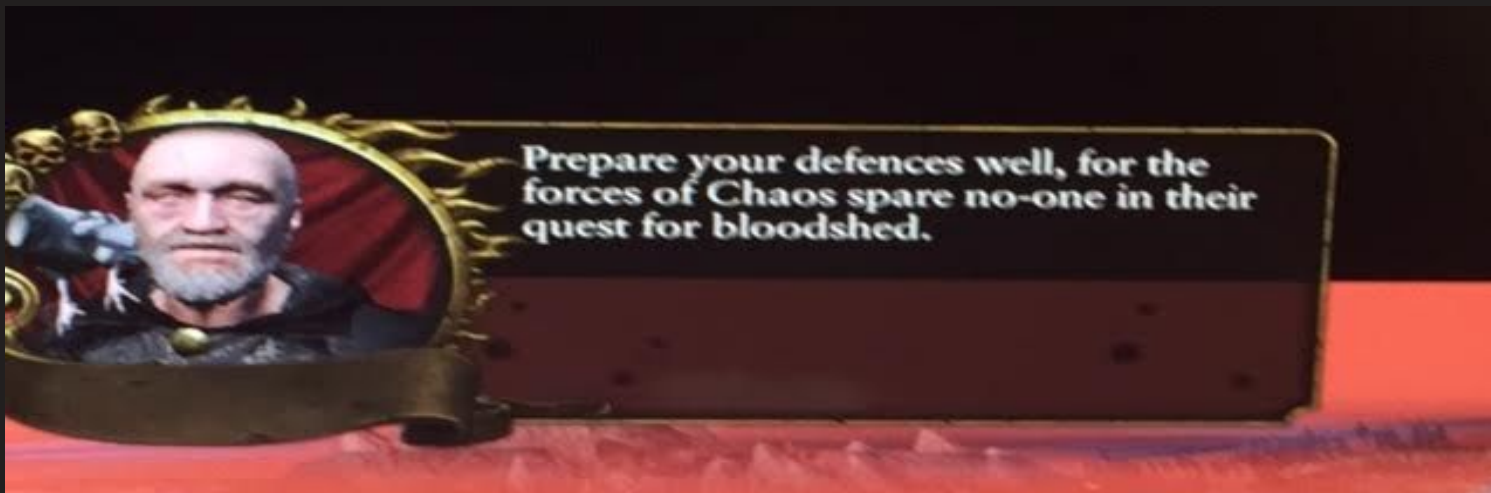 Prepare your defences well, for the
forces of Chaos spare no-one in their
quest for bloodshed.